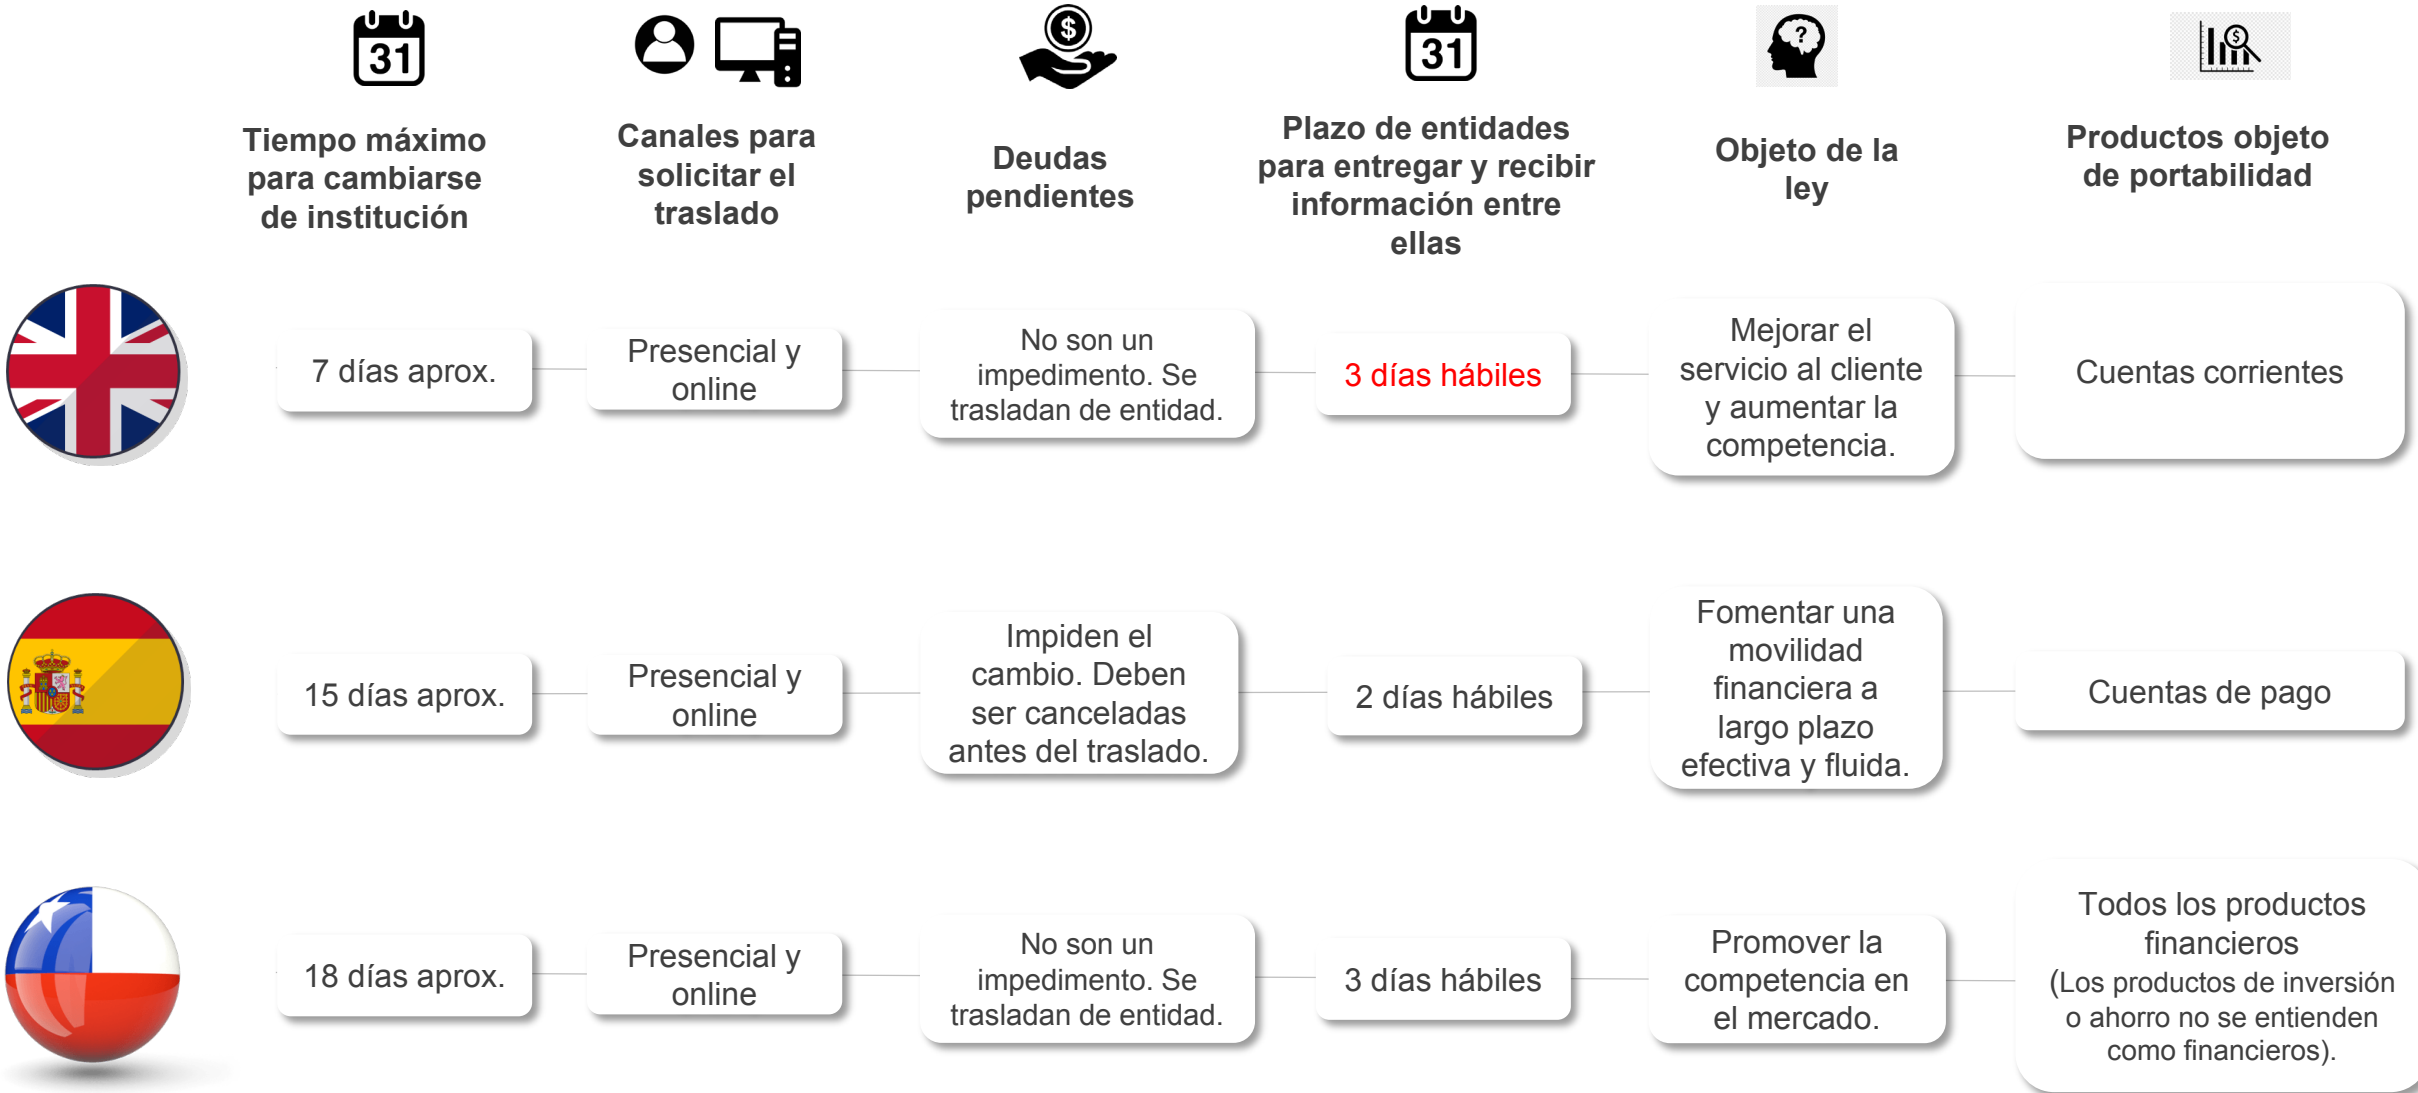 31
$
31
?
$
Tiempo máximo
para cambiarse
de institución
Canales para
solicitar el
traslado
Deudas
pendientes
Plazo de entidades
para entregar y recibir
información entre
ellas
Objeto de la
ley
Productos objeto
de portabilidad
7 días aprox.
Presencial y
online
No son un
impedimento. Se
trasladan de entidad.
3 días hábiles
Mejorar el
servicio al cliente
y aumentar la
competencia.
Cuentas corrientes
15 días aprox.
Presencial y
online
Impiden el
cambio. Deben
ser canceladas
antes del traslado.
2 días hábiles
Fomentar una
movilidad
financiera a
largo plazo
efectiva y fluida.
Cuentas de pago
18 días aprox.
Presencial y
online
No son un
impedimento. Se
trasladan de entidad.
3 días hábiles
Promover la
competencia en
el mercado.
Todos los productos
financieros
(Los productos de inversión
o ahorro no se entienden
como financieros).